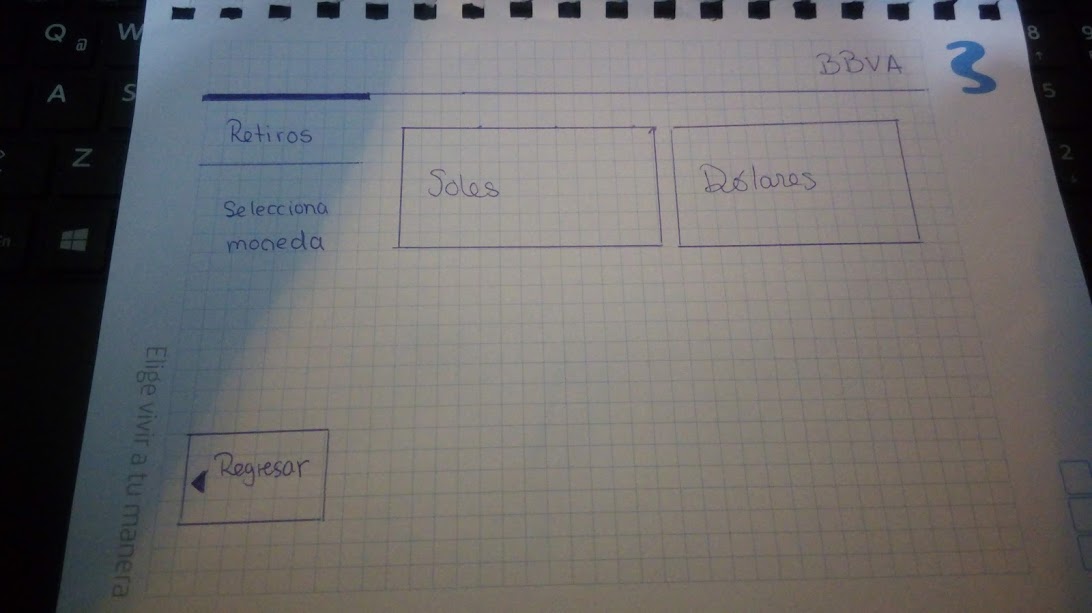 BBVA
3
Retiros
Selecciona
moneda
Soles
Dólares
Regresar
Elige vivir a tu manera
Q @
W
A
S
Z
8
9
5
2